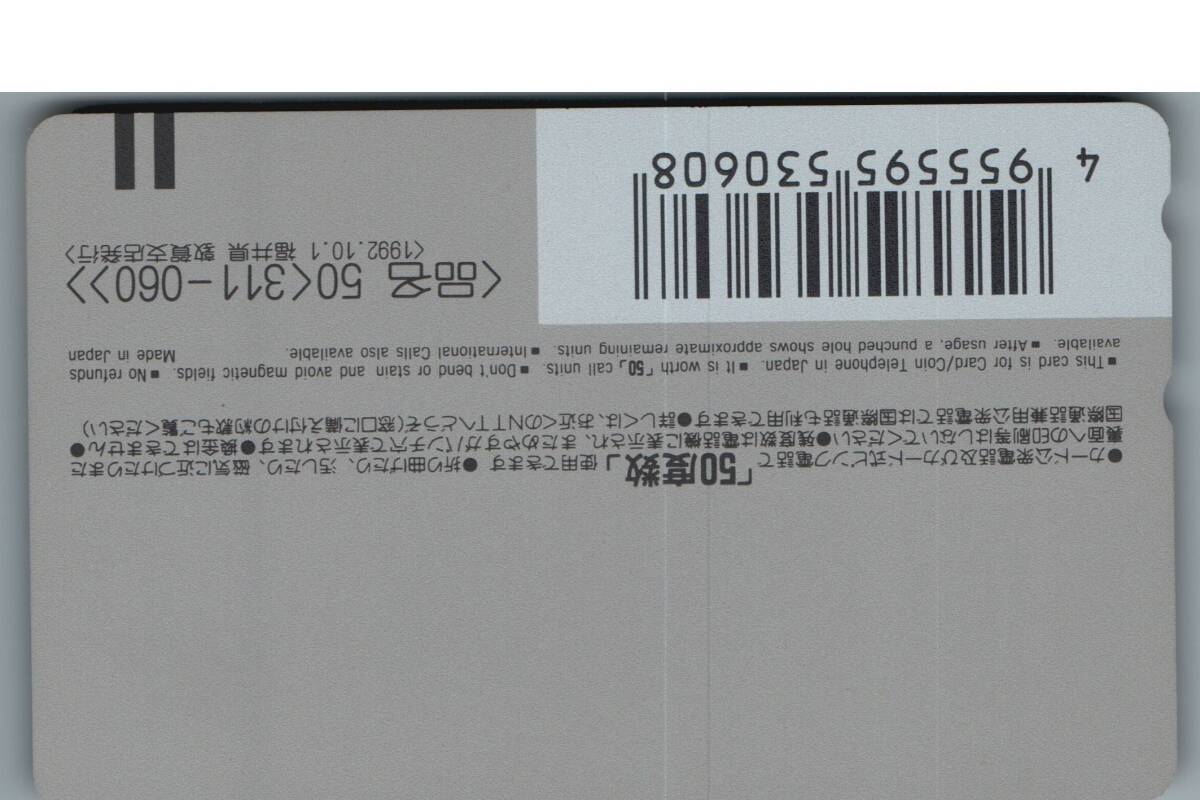 ●カード公衆電話及びカード式ピンク電話で「50度数」使用できます ●折り曲げたり、汚したり、磁気に近づけたりまた
裏面への印刷等はしないでください●残度数は電話機に表示され、またおよその残度数がパンチ穴で表示されます●換金はできません●
国際通話兼用公衆電話では国際通話も利用できます●詳しくは、お近くのNTTへどうぞ(窓口に備え付けの約款もご覧ください)
■This card is for Card/Coin Telephone in Japan. ■It is worth「50」call units. ■Don't bend or stain and avoid magnetic fields. ■No refunds
available. ■After usage, a punched hole shows approximate remaining units. ■International Calls also available. Made in Japan
〈品名 50〈311-060〉〉
〈1992.10.1 福井県 敦賀支店発行〉
4 955595 530608